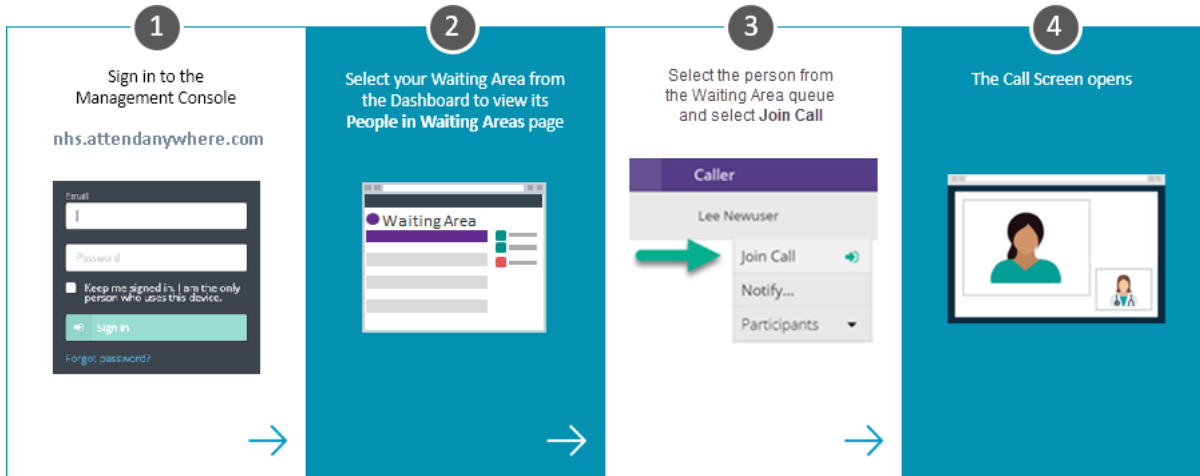 1
Sign in to the
Management Console
nhs.attendanywhere.com
Email
Password
Keep me signed in, I am the only
person who uses this device.
Sign in
Forgot password?
2
Select your Waiting Area from
the Dashboard to view its
People in Waiting Areas page
Waiting Area
3
Select the person from
the Waiting Area queue
and select Join Call
Caller
Lee Newuser
Join Call
Notify...
Participants
4
The Call Screen opens